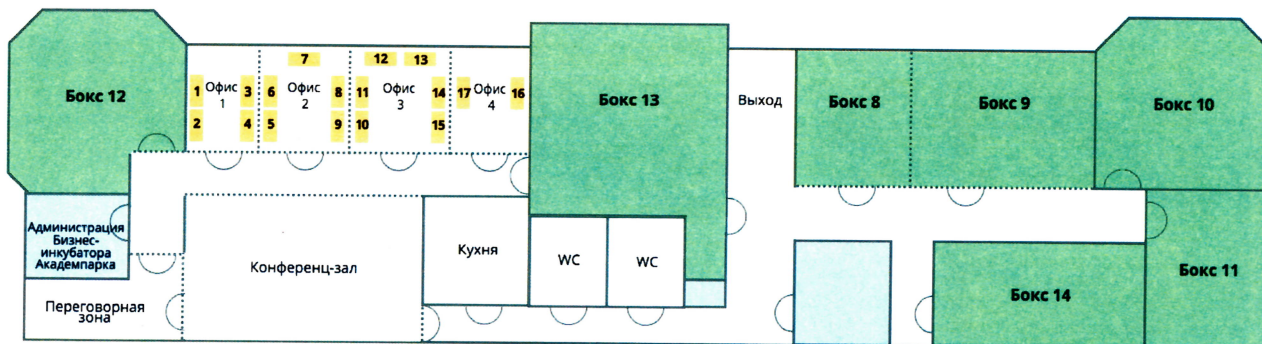 Бокс 12
1
2
Офис
1
3
4
6
5
7
Офис
2
8
9
11
10
12
13
Офис
3
14
15
17
Офис
4
16
Бокс 13
Выход
Бокс 8
Бокс 9
Бокс 10
Администрация
Бизнес-
инкубатора
Академпарка
Переговорная
зона
Конференц-зал
Кухня
WC
WC
Бокс 14
Бокс 11